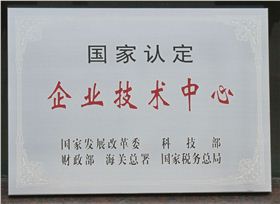 国家认定
企业技术中心
国家发展改革委 科技部
财政部 海关总署 国家税务总局